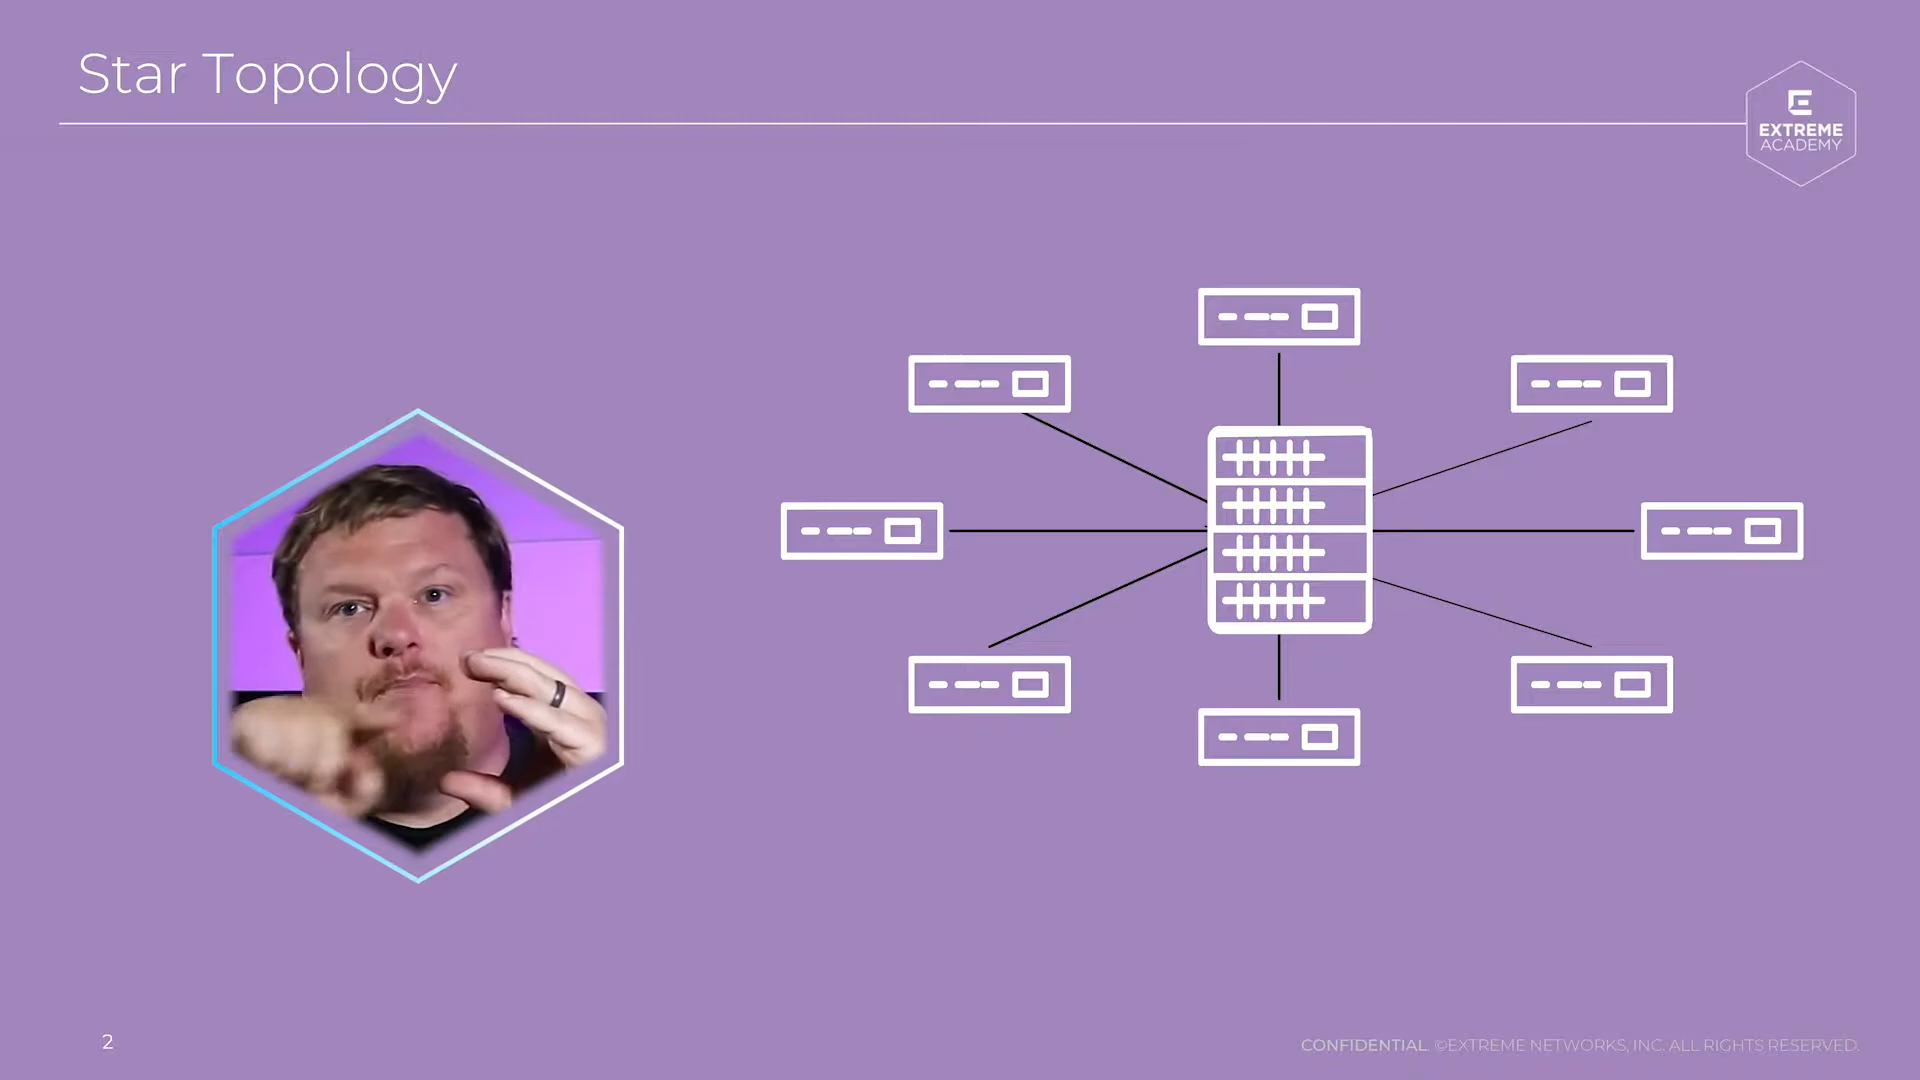 Star Topology
E
EXTREME
ACADEMY
2
CONFIDENTIAL. ©EXTREME NETWORKS, INC. ALL RIGHTS RESERVED.